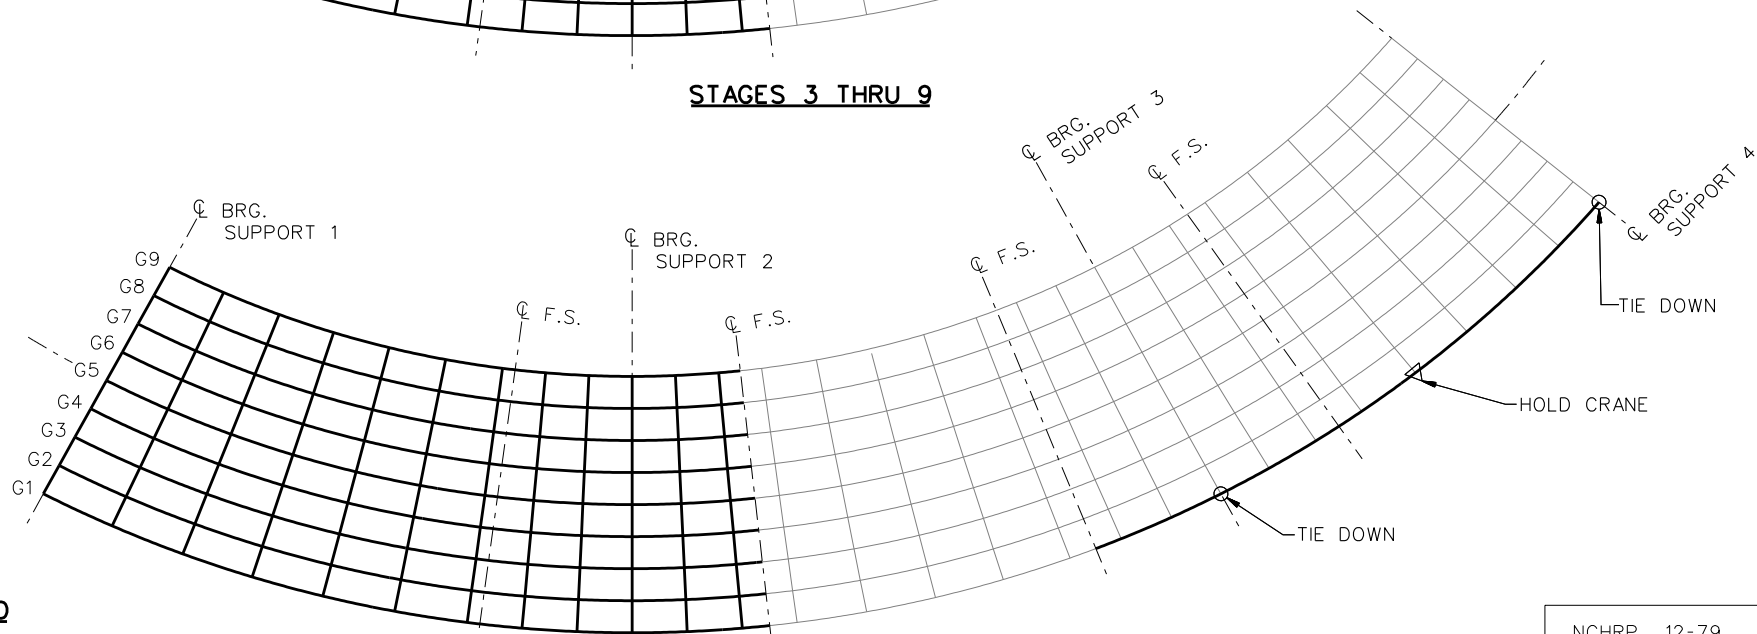 STAGES 3 THRU 9
℄ BRG.
SUPPORT 3
℄ F.S.
℄ BRG.
SUPPORT 1
℄ BRG.
SUPPORT 2
℄ F.S.
℄ BRG.
SUPPORT 4
G9
G8
G7
G6
G5
G4
G3
G2
G1
℄ F.S.
℄ F.S.
TIE DOWN
HOLD CRANE
TIE DOWN
NCHRP 12-79